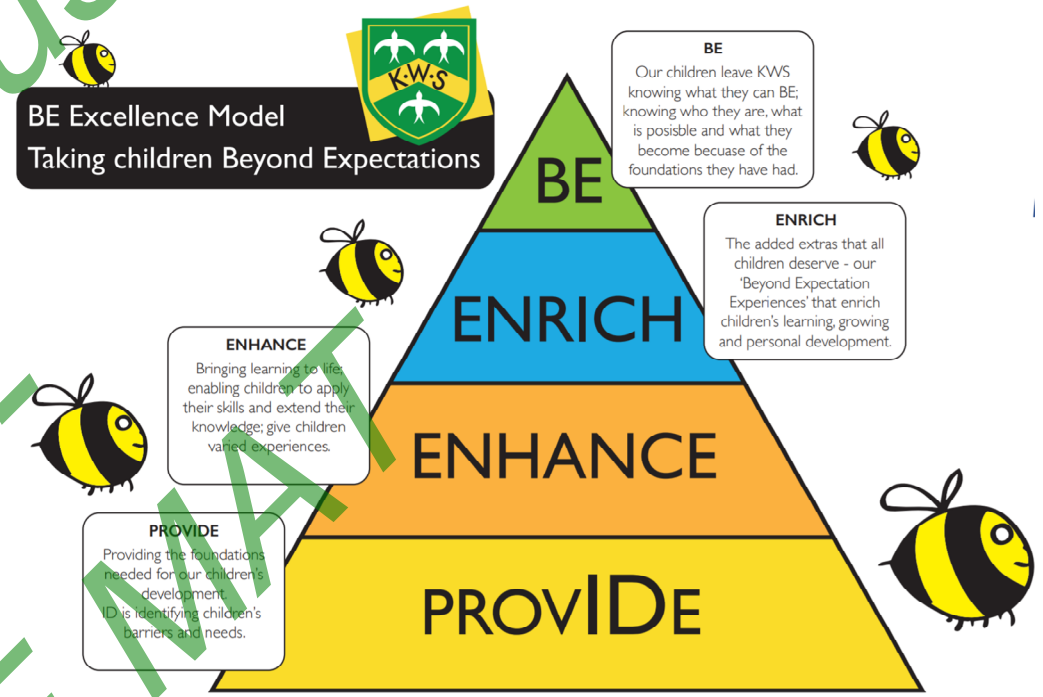 BE Excellence Model
Taking children Beyond Expectations
K·W·S
BE
Our children leave KWS
knowing what they can BE;
knowing who they are, what
is posisble and what they
become becuase of the
foundations they have had.
ENRICH
The added extras that all
children deserve - our
'Beyond Expectation
Experiences' that enrich
children's learning, growing
and personal development.
ENHANCE
Bringing learning to life;
enabling children to apply
their skills and extend their
knowledge; give children
varied experiences.
PROVIDE
Providing the foundations
needed for our children's
development.
ID is identifying children's
barriers and needs.
BE
ENRICH
ENHANCE
PROVIDE
MAT